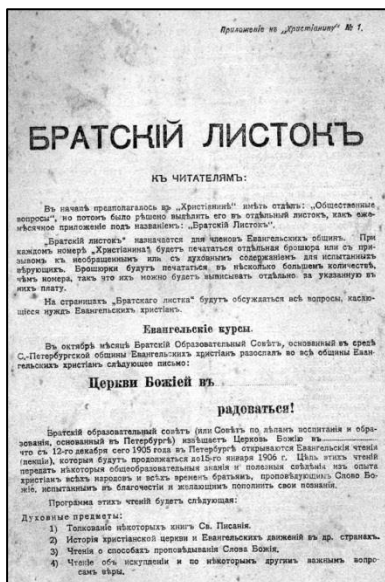 Приложеніе къ „Христіанину" № 1.
БРАТСКІЙ ЛИСТОКЪ
КЪ ЧИТАТЕЛЯМЪ:
Въ началѣ предполагалось въ „Христіанинѣ" имѣть отдѣлъ: „Общественные
вопросы", но потомъ было рѣшено выдѣлить его въ отдѣльный листокъ, какъ еже-
мѣсячное приложеніе подъ названіемъ: „Братскій Листокъ".
„Братскій листокъ" назначается для членовъ Евангельскихъ общинъ. При
каждомъ номерѣ „Христіанина" будетъ печататься отдѣльная брошюра или съ при-
зывомъ къ необращеннымъ или съ духовнымъ содержаніемъ для испытанныхъ
вѣрующихъ. Брошюрки будутъ печататься въ нѣсколько большемъ количествѣ,
чѣмъ номера, такъ что ихъ можно будетъ выписывать отдѣльно за указанную въ
нихъ плату.
На страницахъ „Братскаго листка" будутъ обсуждаться всѣ вопросы, касаю-
щіеся нуждъ Евангельскихъ христіанъ.
Евангельскіе курсы.
Въ октябрѣ мѣсяцѣ Братскій Образовательный Совѣтъ, основанный въ средѣ
С.-Петербургской общины Евангельскихъ христіанъ разослалъ во всѣ общины Еван-
гельскихъ христіанъ слѣдующее письмо:
Церкви Божіей въ
радоваться!
Братскій образовательный совѣтъ (или Совѣтъ по дѣламъ воспитанія и обра-
зованія, основанный въ Петербургѣ) извѣщаетъ Церковь Божію въ
что съ 12-го декабря сего 1905 года въ Петербургѣ открываются Евангельскія чтенія
(лекціи), которыя будутъ продолжаться до 15-го января 1906 г. Цѣль этихъ чтеній
передать нѣкоторыя общеобразовательныя знанія и полезныя свѣдѣнія изъ опыта
христіанъ всѣхъ народовъ и всѣхъ временъ братьямъ, проповѣдующимъ Слово Бо-
жіе, испытаннымъ въ благочестіи и желающимъ пополнить свои познанія.
Программа этихъ чтеній будетъ слѣдующая:
Духовные предметы:
1) Толкованіе нѣкоторыхъ книгъ Св. Писанія.
2) Исторія христіанской церкви и Евангельскихъ движеній въ др. странахъ.
3) Чтенія о способахъ проповѣдыванія Слова Божія.
4) Чтеніе объ искупленіи и по нѣкоторымъ другимъ важнымъ вопро-
самъ вѣры.